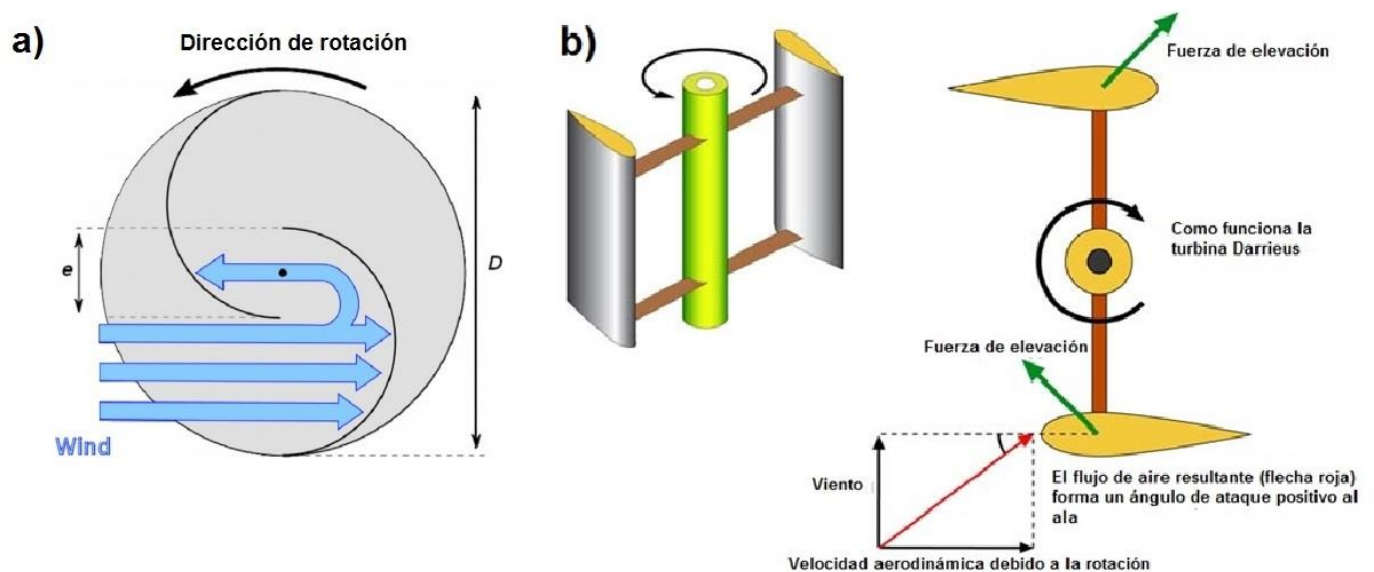 a)
Dirección de rotación
e
D
Wind
b)
Fuerza de elevación
Como funciona la
turbina Darrieus
Fuerza de elevación
Viento
El flujo de aire resultante (flecha roja)
forma un ángulo de ataque positivo al
ala
Velocidad aerodinámica debido a la rotación